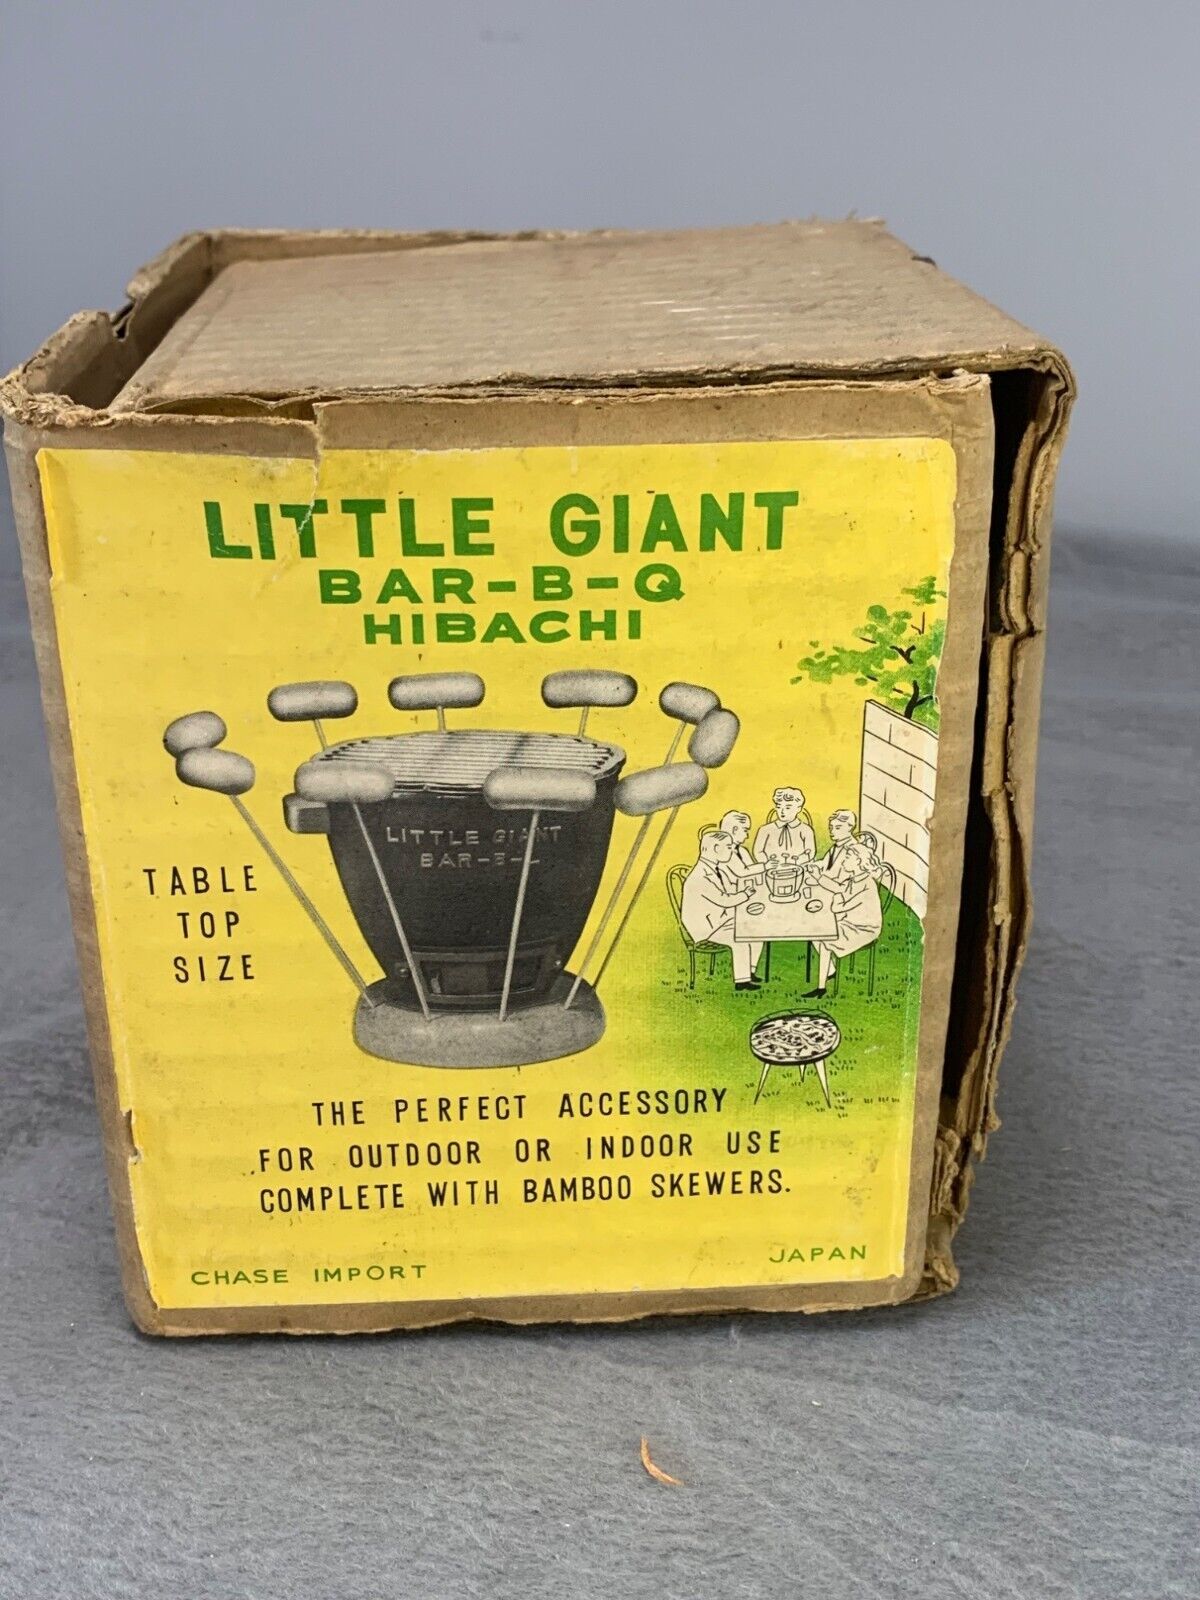 LITTLE GIANT
BAR-B-Q
HIBACHI
LITTLE GIANT
BAR-B-
TABLE
TOP
SIZE
THE PERFECT ACCESSORY
FOR OUTDOOR OR INDOOR USE
COMPLETE WITH BAMBOO SKEWERS.
CHASE IMPORT
JAPAN